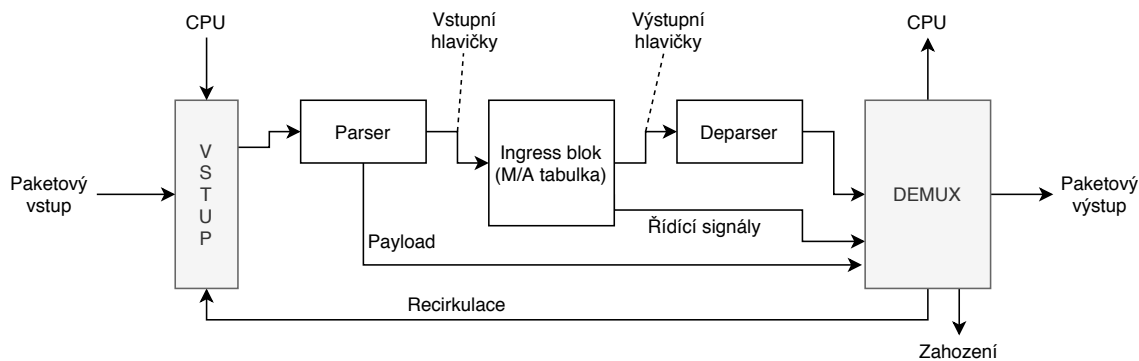 CPU
Vstupní
hlavičky
Výstupní
hlavičky
CPU
VSTUP
Parser
Ingress blok
(M/A tabulka)
Deparser
DEMUX
Paketový
vstup
Paketový
výstup
Payload
Řídící signály
Recirkulace
Zahození